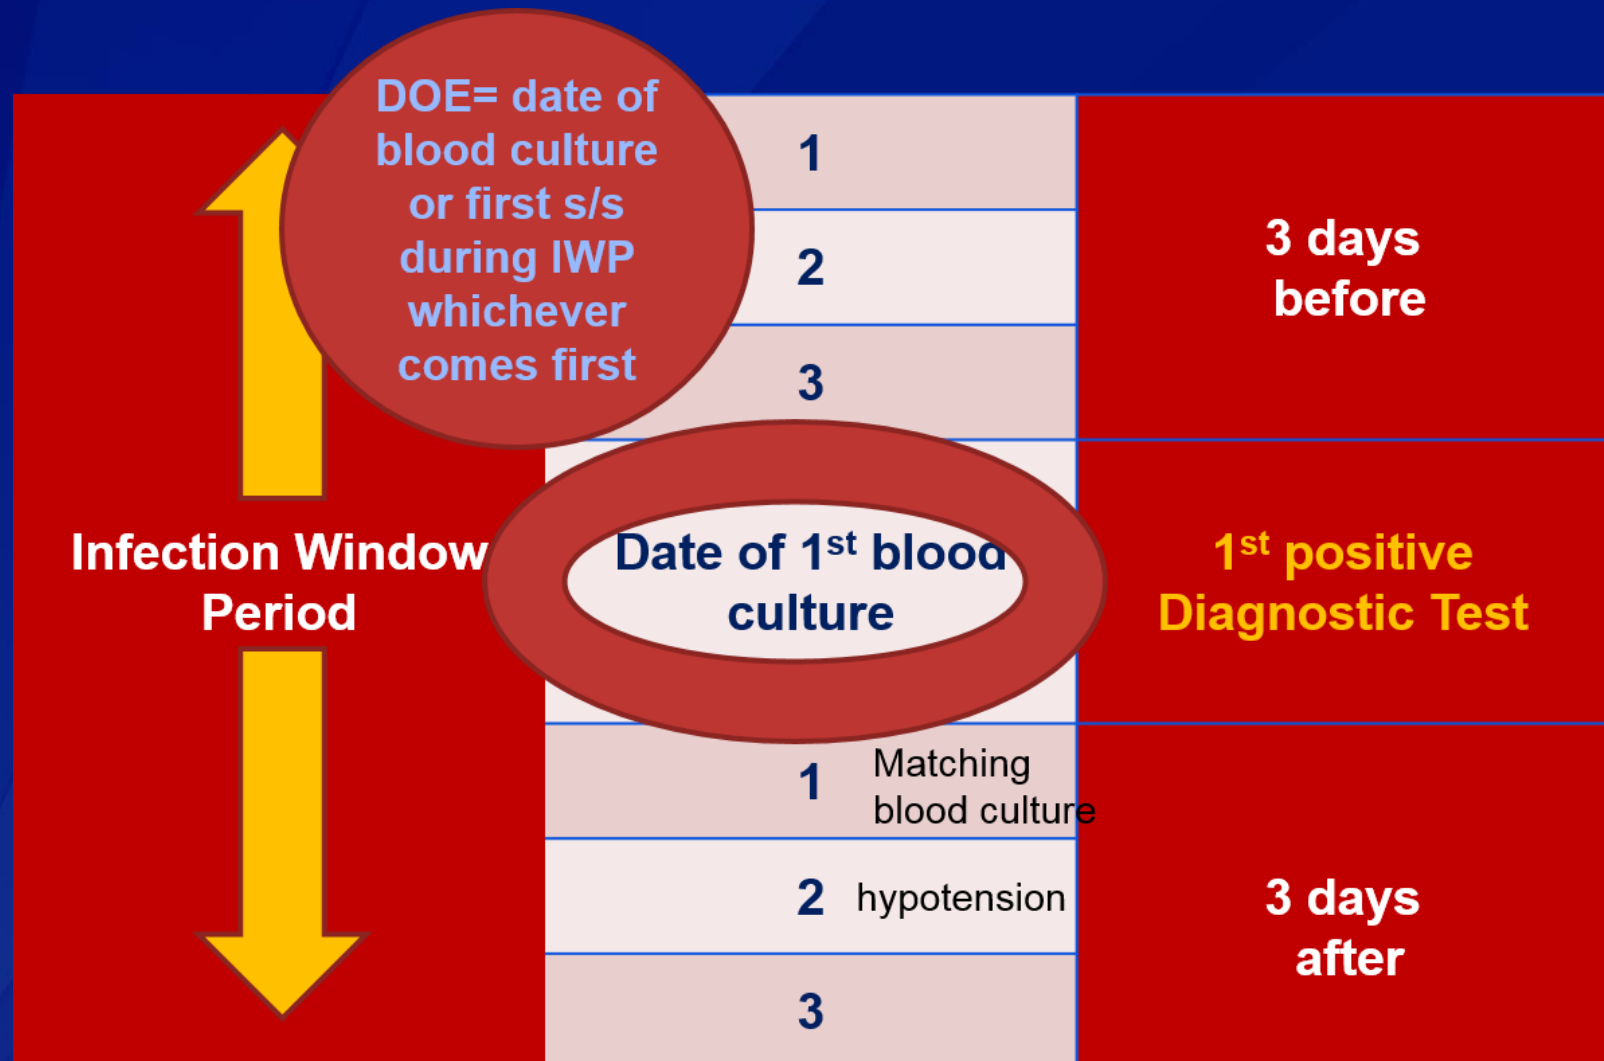 DOE= date of
blood culture
or first s/s
during IWP
whichever
comes first
1
2
3
3 days
before
Infection Window
Period
Date of 1st blood
culture
1st positive
Diagnostic Test
1
Matching
blood culture
2
hypotension
3
3 days
after